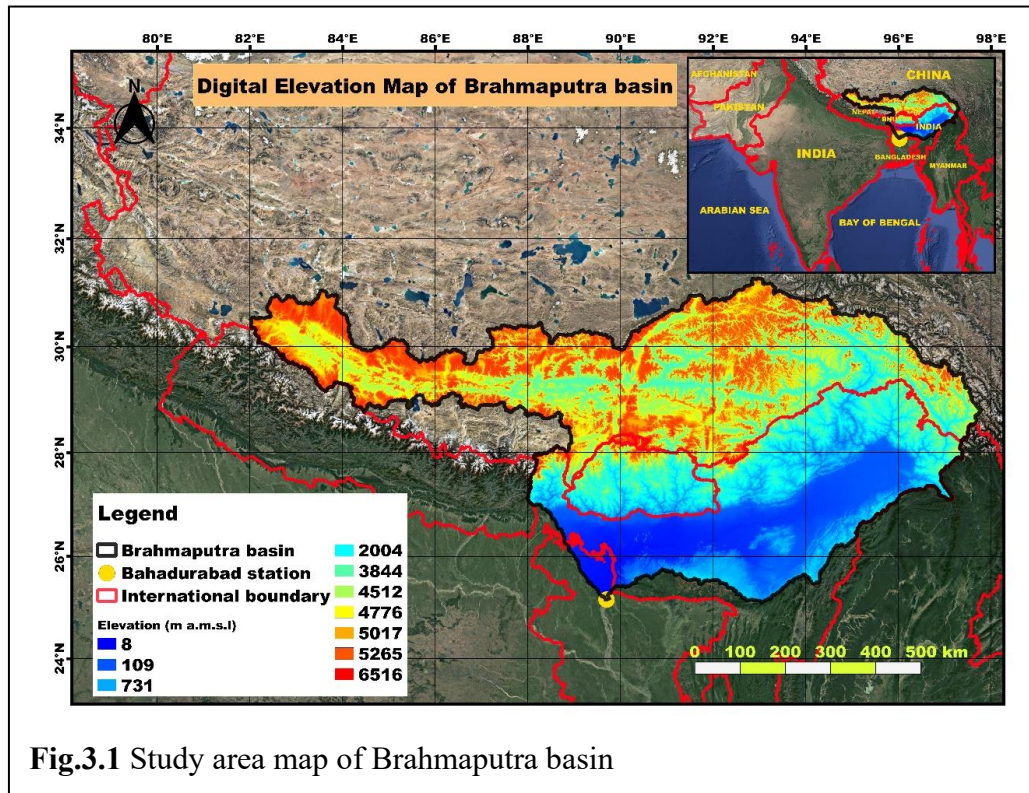 80°E 82°E 84°E 86°E 88°E 90°E 92°E 94°E 96°E 98°E
Digital Elevation Map of Brahmaputra basin
N
34°N
32°N
30°N
28°N
26°N
24°N
AFGHANISTAN
PAKISTAN
CHINA
NEPAL
BHUTAN
INDIA
INDIA
BANGLADESH
MYANMAR
ARABIAN SEA
BAY OF BENGAL
Legend
Brahmaputra basin
Bahadurabad station
International boundary
Elevation (m a.m.s.l)
8
109
731
2004
3844
4512
4776
5017
5265
6516
0 100 200 300 400 500 km
Fig.3.1 Study area map of Brahmaputra basin